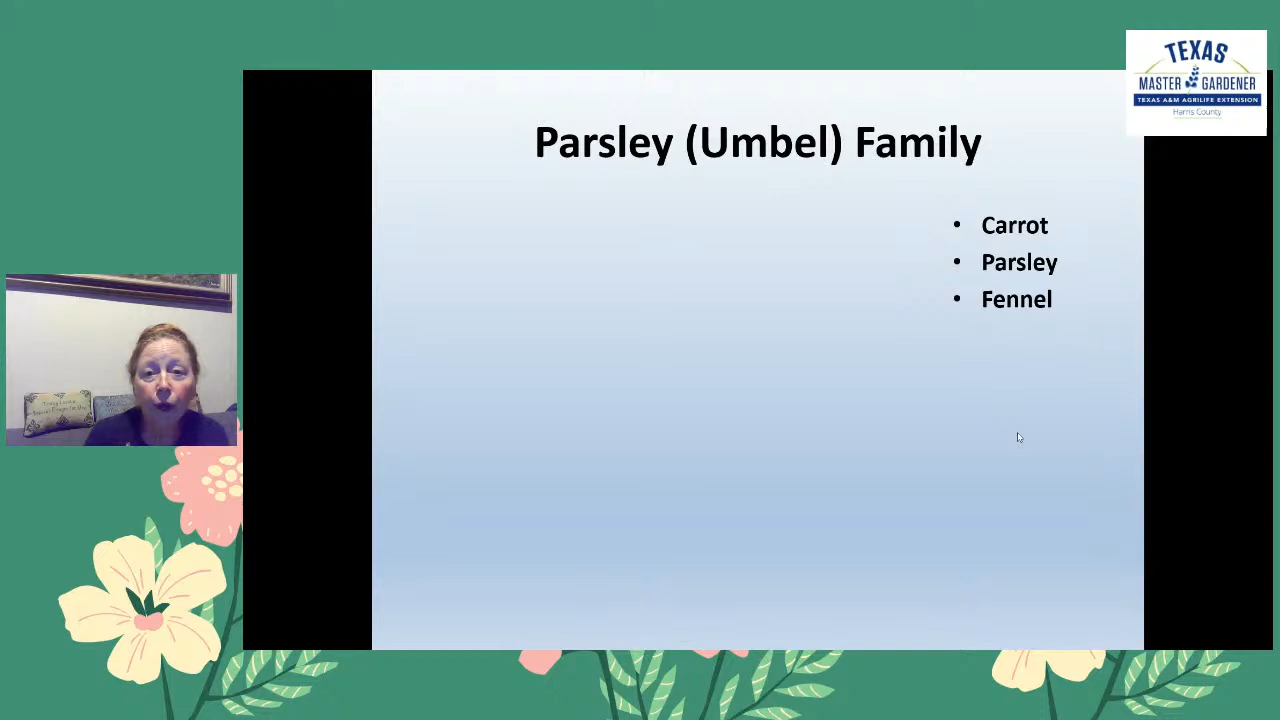 TEXAS
MASTER GARDENER
TEXAS A&M AGRILIFE EXTENSION
Harris County
Parsley (Umbel) Family
• Carrot
• Parsley
• Fennel